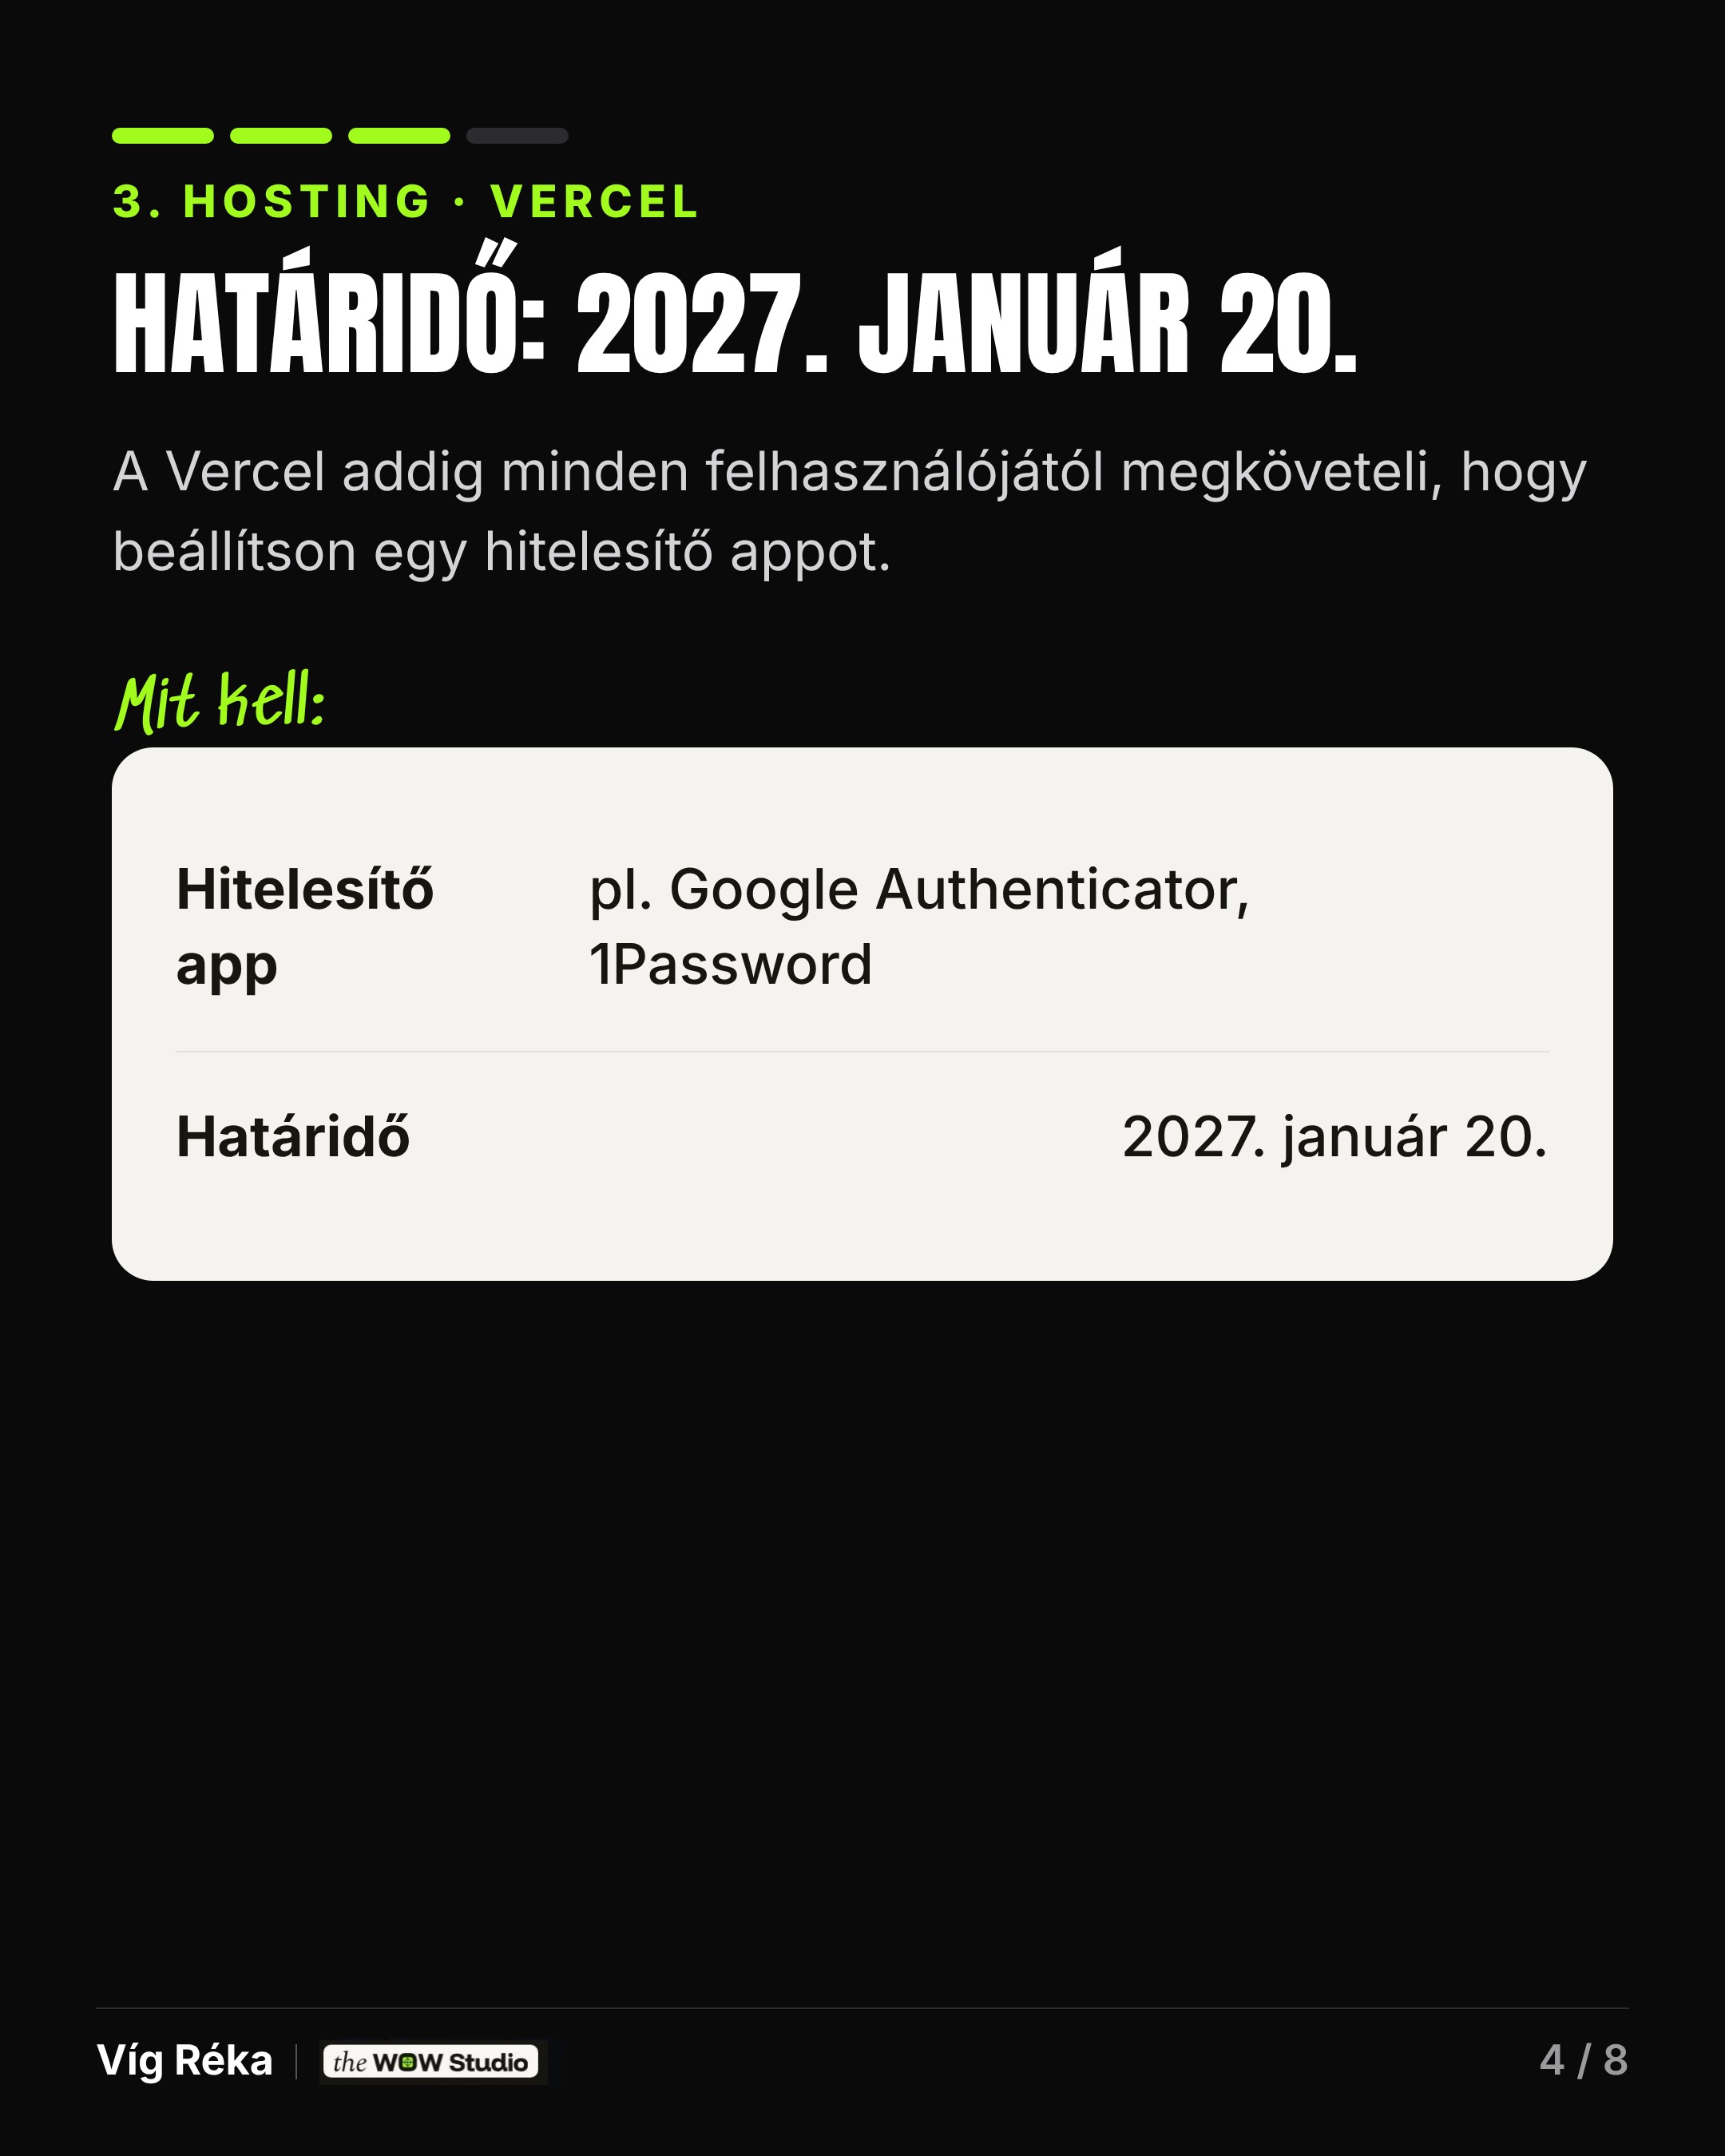 3. HOSTING · VERCEL
HATÁRIDŐ: 2027. JANUÁR 20.
A Vercel addig minden felhasználójától megköveteli, hogy
beállítson egy hitelesítő appot.
Mit kell:
Hitelesítő
app
pl. Google Authenticator,
1Password
Határidő
2027. január 20.
Víg Réka
the WOW Studio
4 / 8